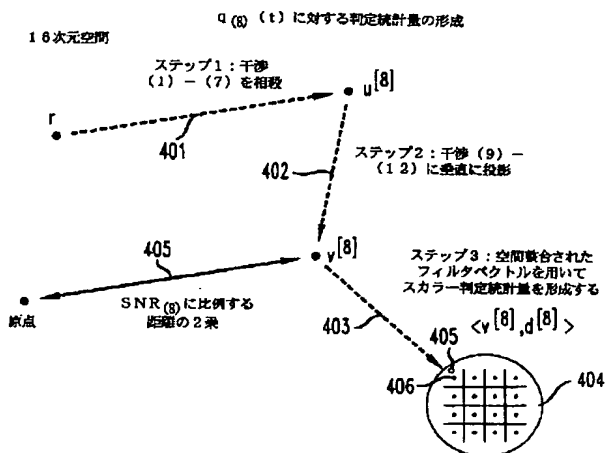 q(8)(t)に対する判定統計量の形成
16次元空間
ステップ1:干渉
(1)-(7)を相殺
u[8]
r
401
ステップ2:干渉(9)-
(12)に垂直に投影
402
405
v[8]
ステップ3:空間整合された
フィルタベクトルを用いて
スカラー判定統計量を形成する
SNR(8)に比例する
距離の2乗
原点
403
<v[8],d[8]>
405
406
404